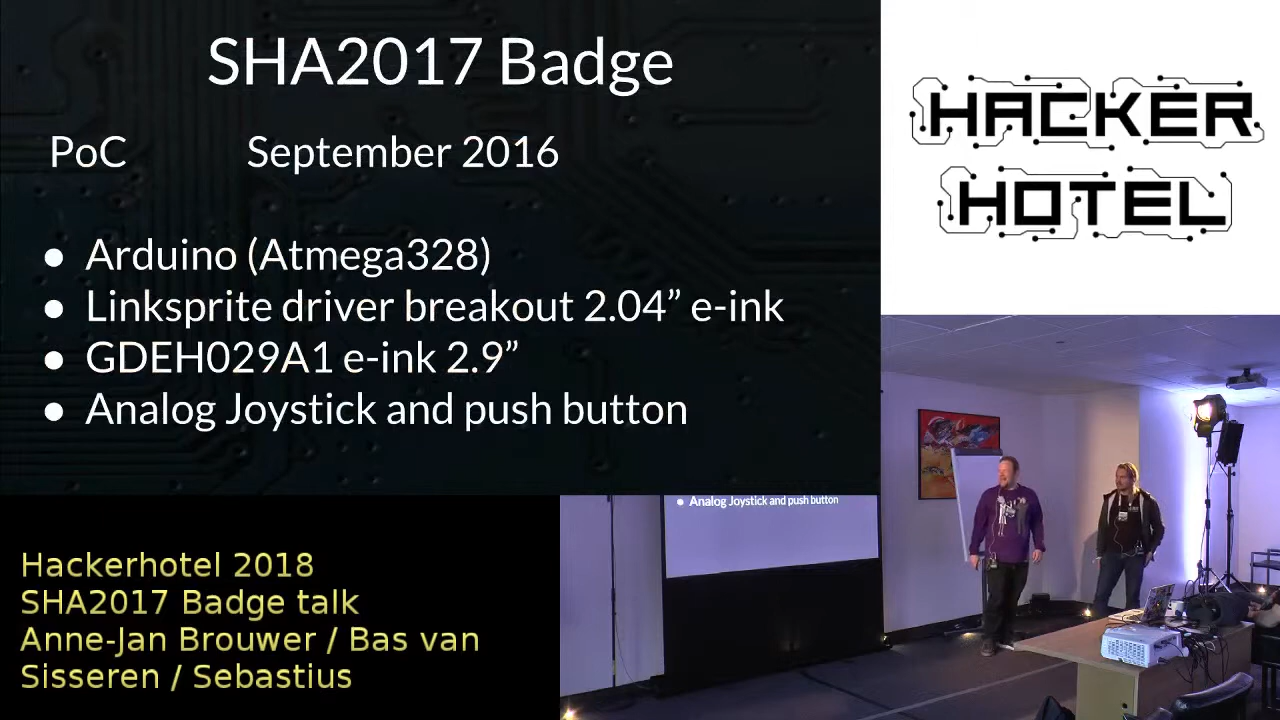 SHA2017 Badge
PoC September 2016
● Arduino (Atmega328)
● Linksprite driver breakout 2.04” e-ink
● GDEH029A1 e-ink 2.9”
● Analog Joystick and push button
HACKER
HOTEL
● Analog Joystick and push button
Hackerhotel 2018
SHA2017 Badge talk
Anne-Jan Brouwer / Bas van
Sisseren / Sebastius